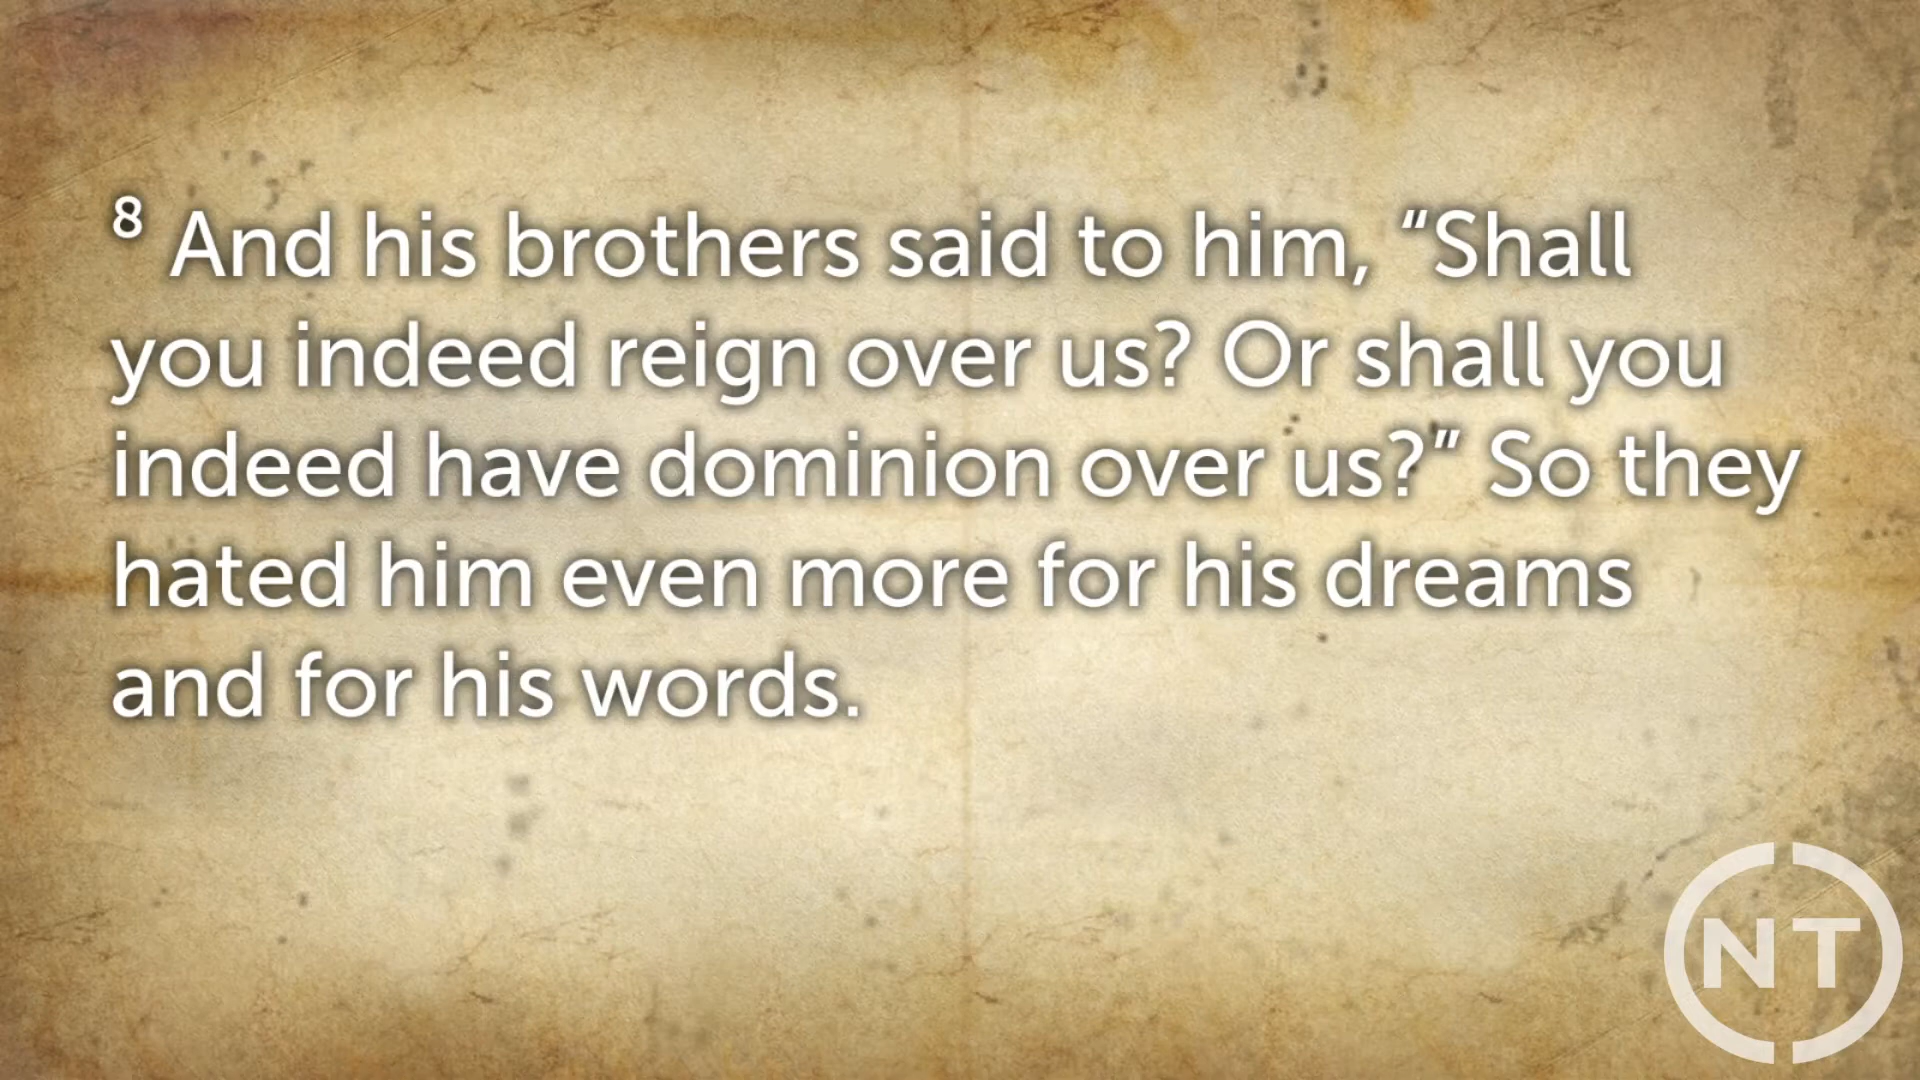 8 And his brothers said to him, “Shall
you indeed reign over us? Or shall you
indeed have dominion over us?” So they
hated him even more for his dreams
and for his words.
NT